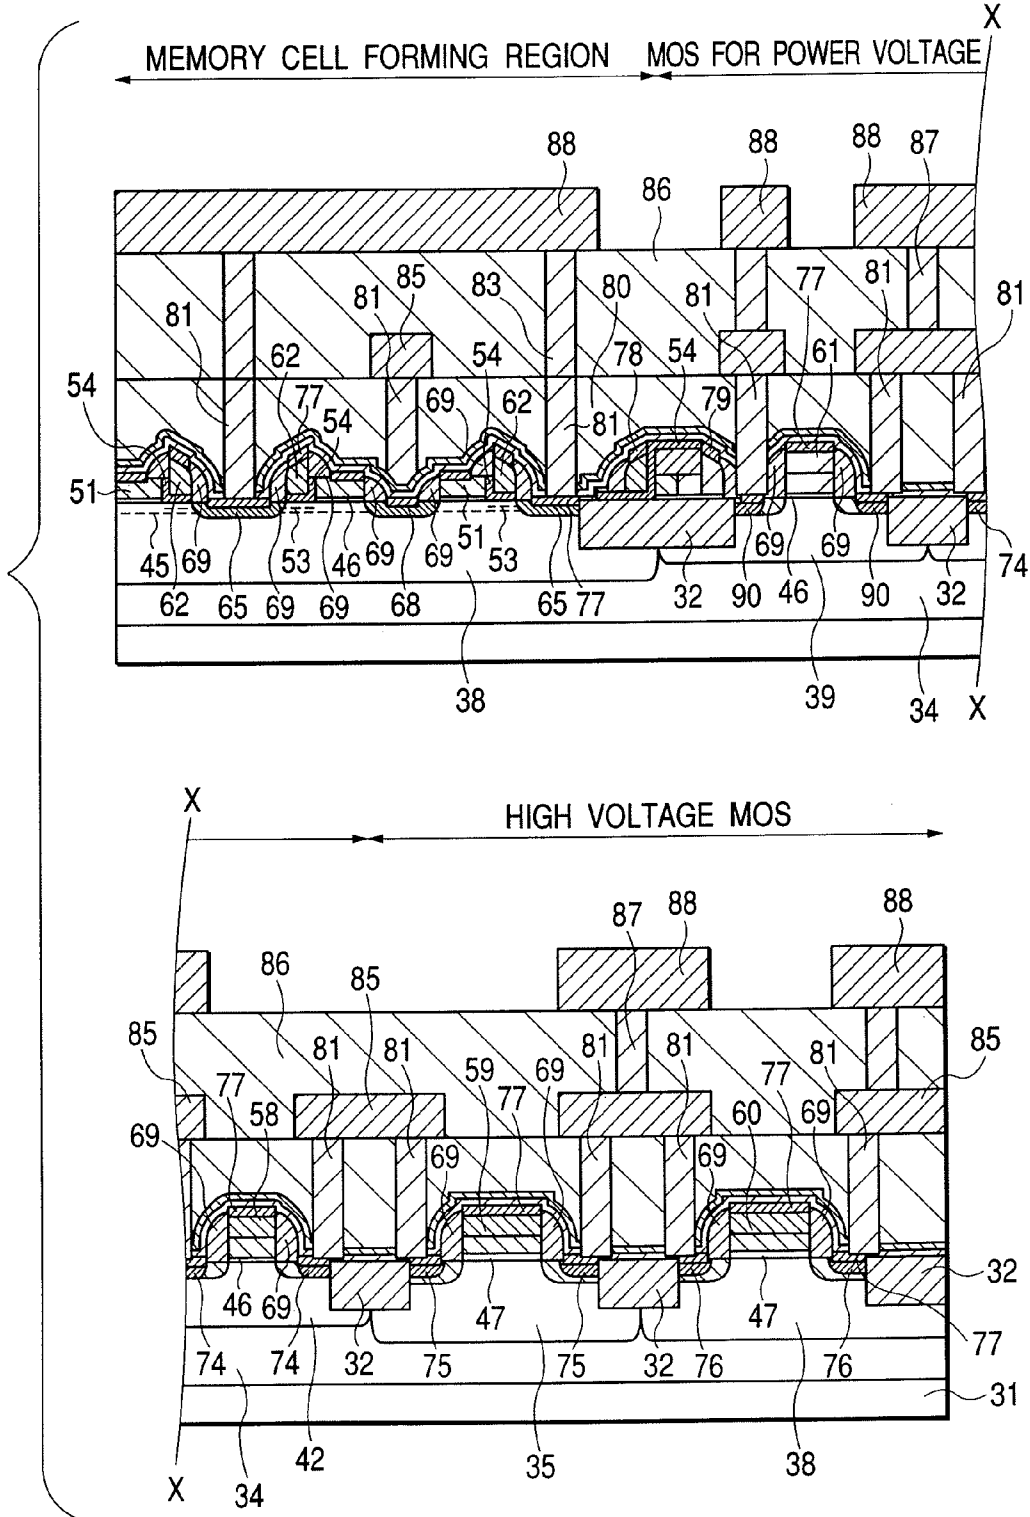 X
MEMORY CELL FORMING REGION MOS FOR POWER VOLTAGE
88 88 88 87
86
81 81 85 83 80 81 77 81 81
62 54 78 54 61
54 77 54 69 62 79
81
51
45 69 53 46 69 69 51 53 32 69 69 32 74
62 65 69 69 68 65 77 90 46 90
38 39 34 X
X
HIGH VOLTAGE MOS
87 88 88
86 85
85 81 81 59 69 81 81 77 81 85
77 58 77 60 69
69 69 69
46 69 47 47 32
74 74 32 75 75 32 76 76 77
31
X 34 42 35 38